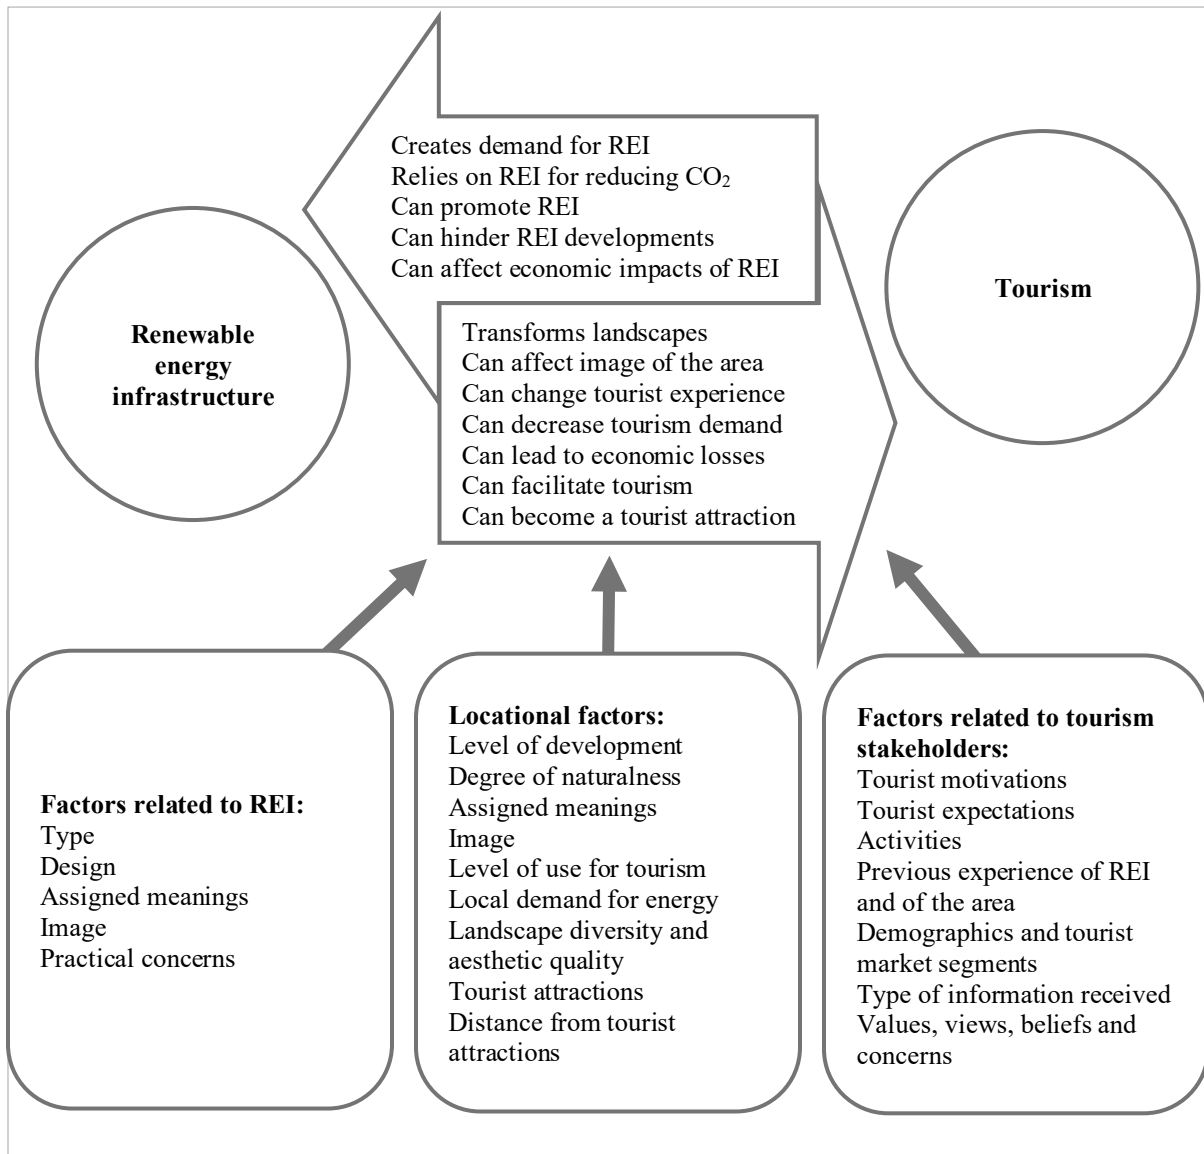 Creates demand for REI
Relies on REI for reducing CO₂
Can promote REI
Can hinder REI developments
Can affect economic impacts of REI
Renewable
energy
infrastructure
Tourism
Transforms landscapes
Can affect image of the area
Can change tourist experience
Can decrease tourism demand
Can lead to economic losses
Can facilitate tourism
Can become a tourist attraction
Factors related to REI:
Type
Design
Assigned meanings
Image
Practical concerns
Locational factors:
Level of development
Degree of naturalness
Assigned meanings
Image
Level of use for tourism
Local demand for energy
Landscape diversity and
aesthetic quality
Tourist attractions
Distance from tourist
attractions
Factors related to tourism
stakeholders:
Tourist motivations
Tourist expectations
Activities
Previous experience of REI
and of the area
Demographics and tourist
market segments
Type of information received
Values, views, beliefs and
concerns